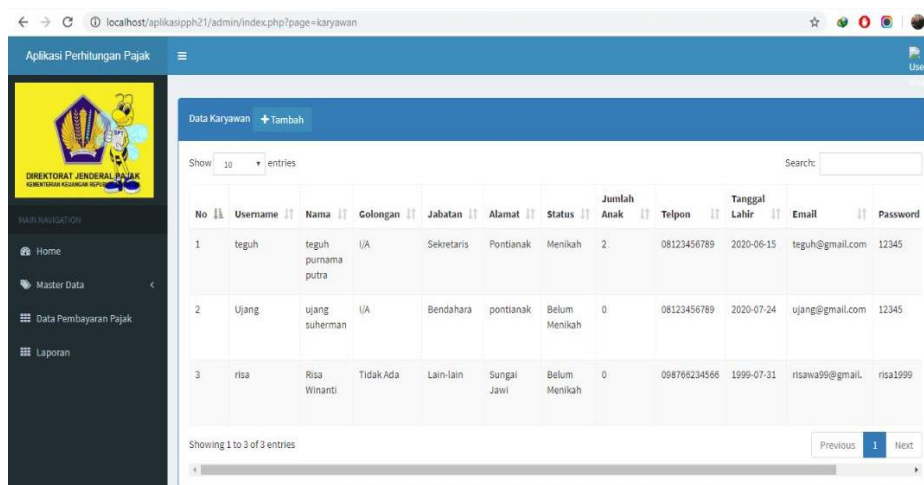 localhost/aplikasipph21/admin/index.php?page=karyawan
Aplikasi Perhitungan Pajak
Use
DIREKTORAT JENDERAL PAJAK
MAIN NAVIGATION
Home
Master Data
Data Pembayaran Pajak
Laporan
Data Karyawan + Tambah
Show 10 entries
Search:
No Username Nama Golongan Jabatan Alamat Status Jumlah Anak Telpon Tanggal Lahir Email Password
1 teguh teguh purnama putra I/A Sekretaris Pontianak Menikah 2 08123456789 2020-06-15 teguh@gmail.com 12345
2 Ujang ujang suherman I/A Bendahara pontianak Belum Menikah 0 08123456789 2020-07-24 ujang@gmail.com 12345
3 risa Risa Winanti Tidak Ada Lain-lain Sungai Jawi Belum Menikah 0 098766234566 1999-07-31 risawa99@gmail. risa1999
Showing 1 to 3 of 3 entries
Previous 1 Next